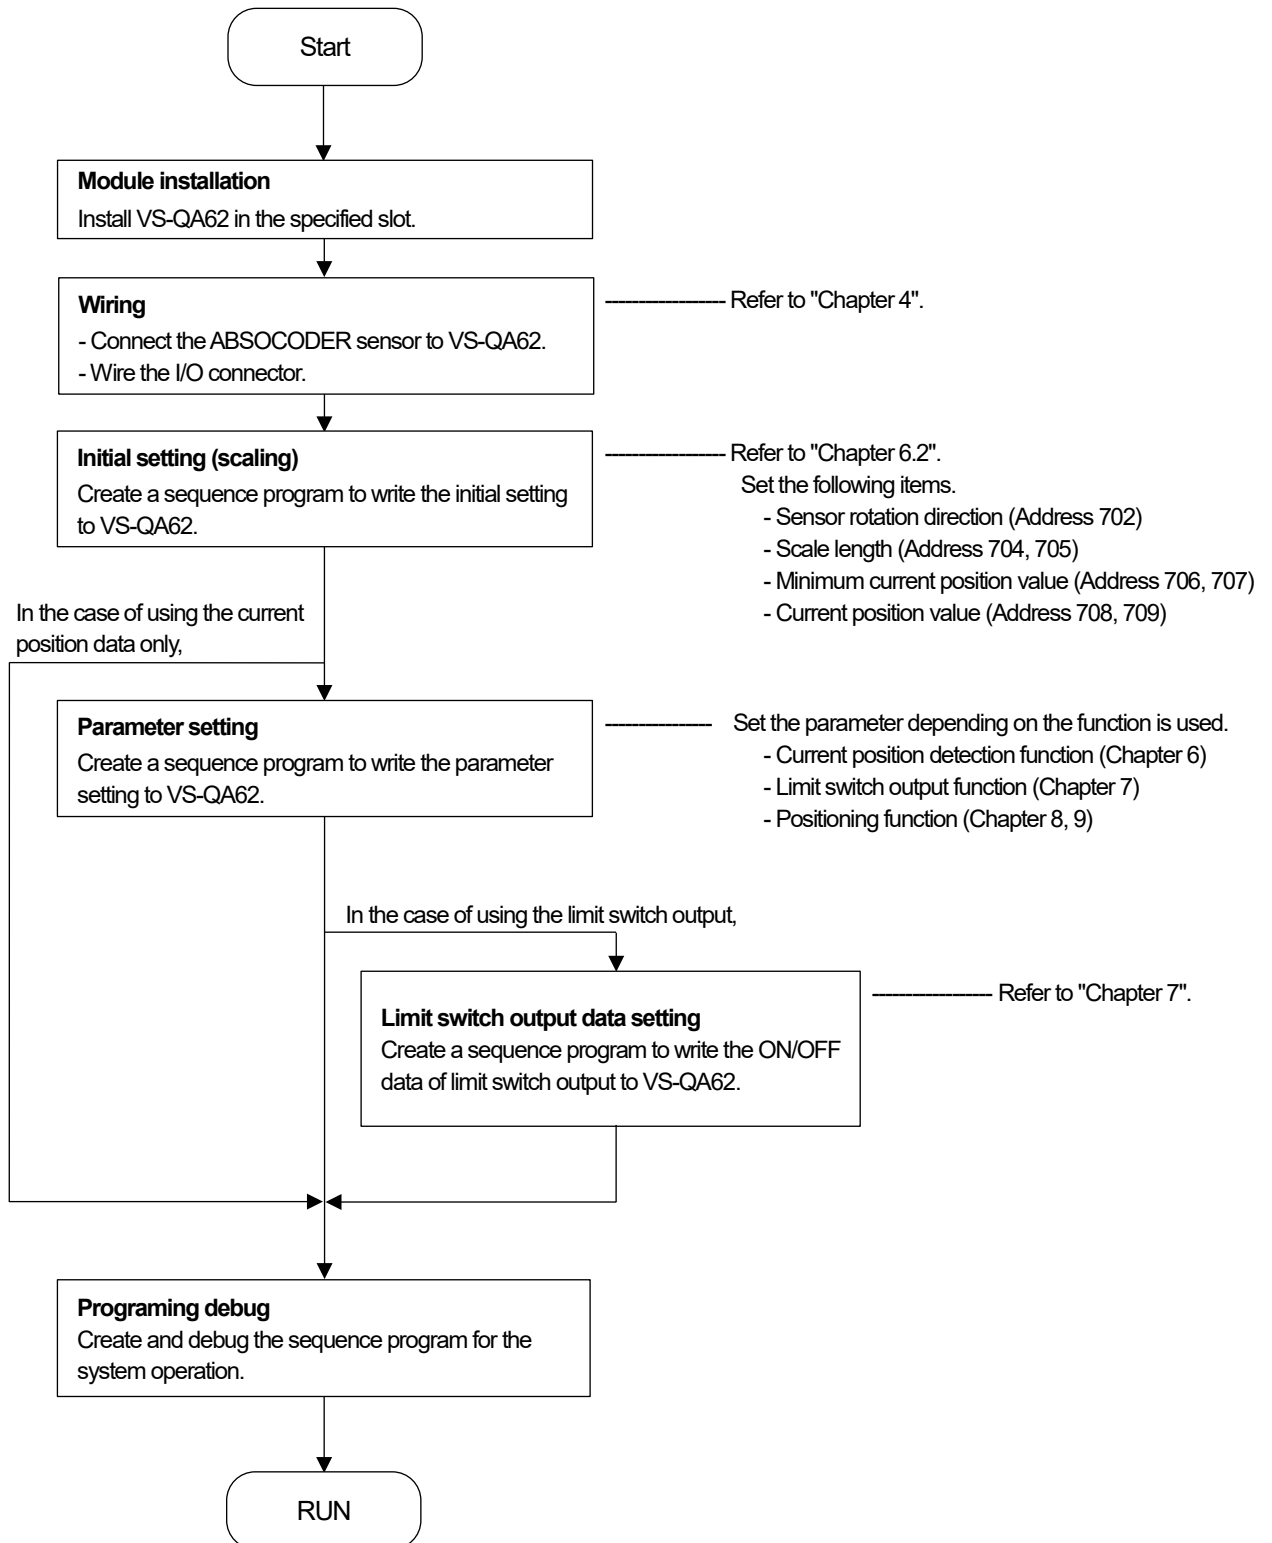 Start
Module installation
Install VS-QA62 in the specified slot.
Wiring
- Connect the ABSOCODER sensor to VS-QA62.
- Wire the I/O connector.
Refer to "Chapter 4".
Initial setting (scaling)
Create a sequence program to write the initial setting
to VS-QA62.
Refer to "Chapter 6.2".
Set the following items.
- Sensor rotation direction (Address 702)
- Scale length (Address 704, 705)
- Minimum current position value (Address 706, 707)
- Current position value (Address 708, 709)
In the case of using the current
position data only,
Parameter setting
Create a sequence program to write the parameter
setting to VS-QA62.
Set the parameter depending on the function is used.
- Current position detection function (Chapter 6)
- Limit switch output function (Chapter 7)
- Positioning function (Chapter 8, 9)
In the case of using the limit switch output,
Limit switch output data setting
Create a sequence program to write the ON/OFF
data of limit switch output to VS-QA62.
Refer to "Chapter 7".
Programing debug
Create and debug the sequence program for the
system operation.
RUN